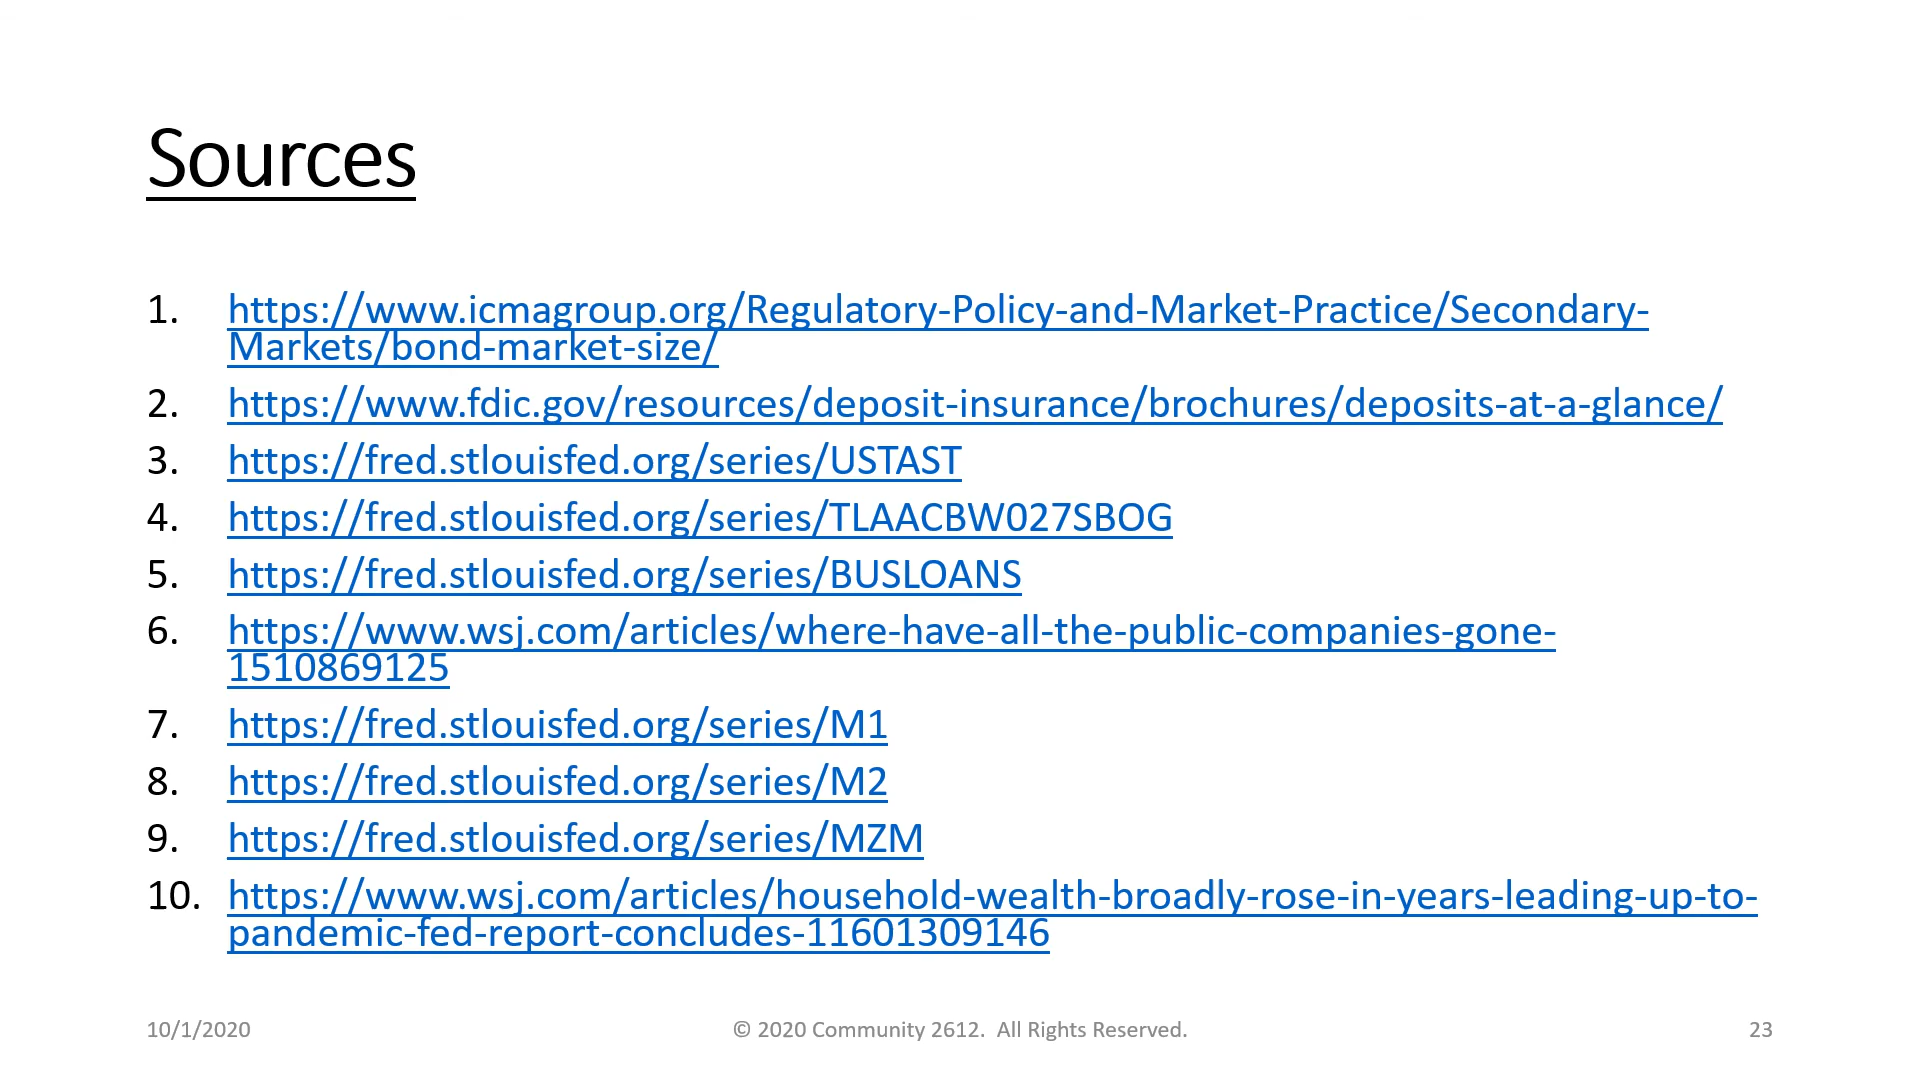 Sources
1. https://www.icmagroup.org/Regulatory-Policy-and-Market-Practice/Secondary-
Markets/bond-market-size/
2. https://www.fdic.gov/resources/deposit-insurance/brochures/deposits-at-a-glance/
3. https://fred.stlouisfed.org/series/USTAST
4. https://fred.stlouisfed.org/series/TLAACBW027SBOG
5. https://fred.stlouisfed.org/series/BUSLOANS
6. https://www.wsj.com/articles/where-have-all-the-public-companies-gone-
1510869125
7. https://fred.stlouisfed.org/series/M1
8. https://fred.stlouisfed.org/series/M2
9. https://fred.stlouisfed.org/series/MZM
10. https://www.wsj.com/articles/household-wealth-broadly-rose-in-years-leading-up-to-
pandemic-fed-report-concludes-11601309146
10/1/2020 © 2020 Community 2612. All Rights Reserved. 23